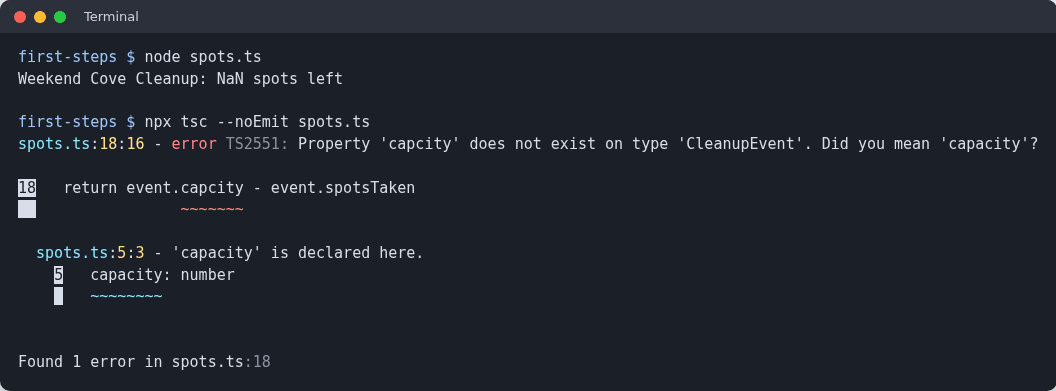 Terminal
first-steps $ node spots.ts
Weekend Cove Cleanup: NaN spots left
first-steps $ npx tsc --noEmit spots.ts
spots.ts:18:16 - error TS2551: Property 'capcity' does not exist on type 'CleanupEvent'. Did you mean 'capacity'?
18   return event.capcity - event.spotsTaken
~~~~~~~
spots.ts:5:3 - 'capacity' is declared here.
5   capacity: number
~~~~~~~~
Found 1 error in spots.ts:18